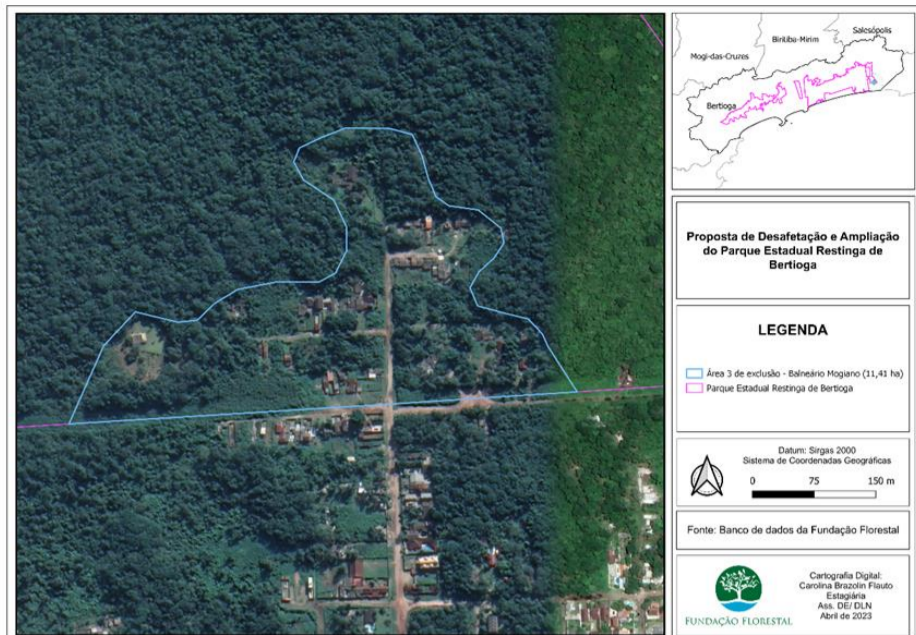 Salesópolis
Biritiba-Mirim
Mogi-das-Cruzes
Bertioga
Proposta de Desafetação e Ampliação
do Parque Estadual Restinga de
Bertioga
LEGENDA
Área 3 de exclusão - Balneário Mogiano (11,41 ha)
Parque Estadual Restinga de Bertioga
Datum: Sirgas 2000
Sistema de Coordenadas Geográficas
0 75 150 m
Fonte: Banco de dados da Fundação Florestal
FUNDAÇÃO FLORESTAL
Cartografia Digital:
Carolina Brazolin Flauto
Estagiária
Ass. DE/ DLN
Abril de 2023